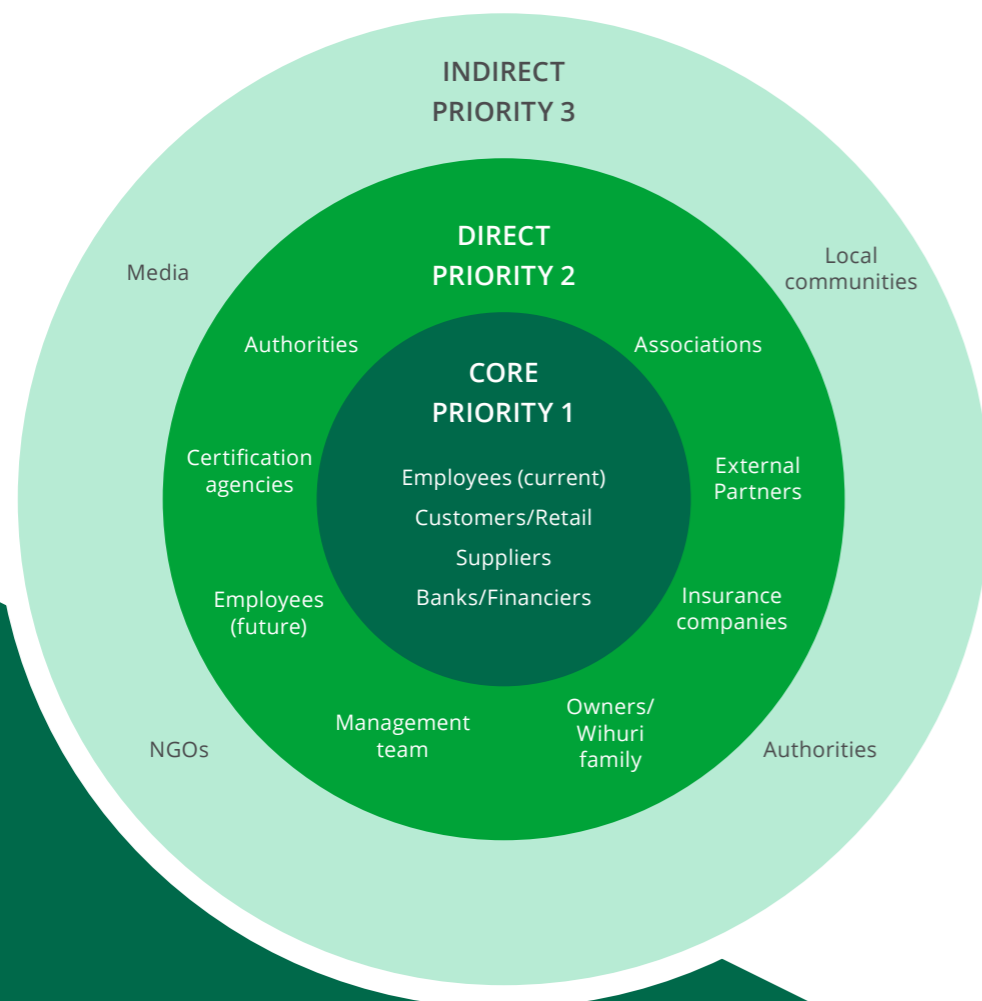 INDIRECT
PRIORITY 3
Media
Local
communities
NGOs
Authorities
DIRECT
PRIORITY 2
Authorities
Associations
Certification
agencies
External
Partners
Employees
(future)
Insurance
companies
Management
team
Owners/
Wihuri
family
CORE
PRIORITY 1
Employees (current)
Customers/Retail
Suppliers
Banks/Financiers